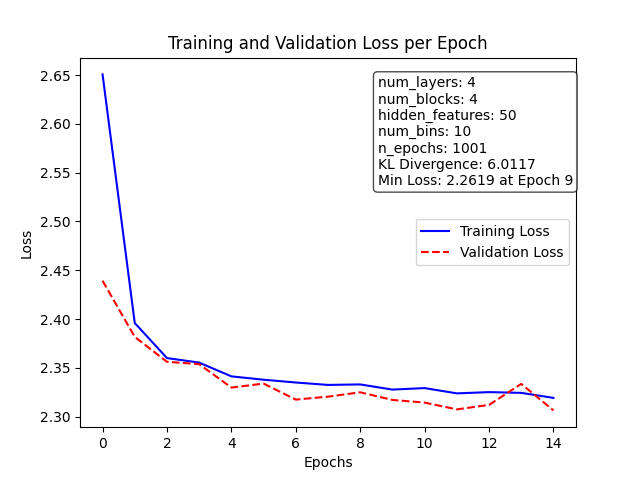 Training and Validation Loss per Epoch
2.65
2.60
2.55
2.50
2.45
2.40
2.35
2.30
Loss
num_layers: 4
num_blocks: 4
hidden_features: 50
num_bins: 10
n_epochs: 1001
KL Divergence: 6.0117
Min Loss: 2.2619 at Epoch 9
Training Loss
Validation Loss
0 2 4 6 8 10 12 14
Epochs